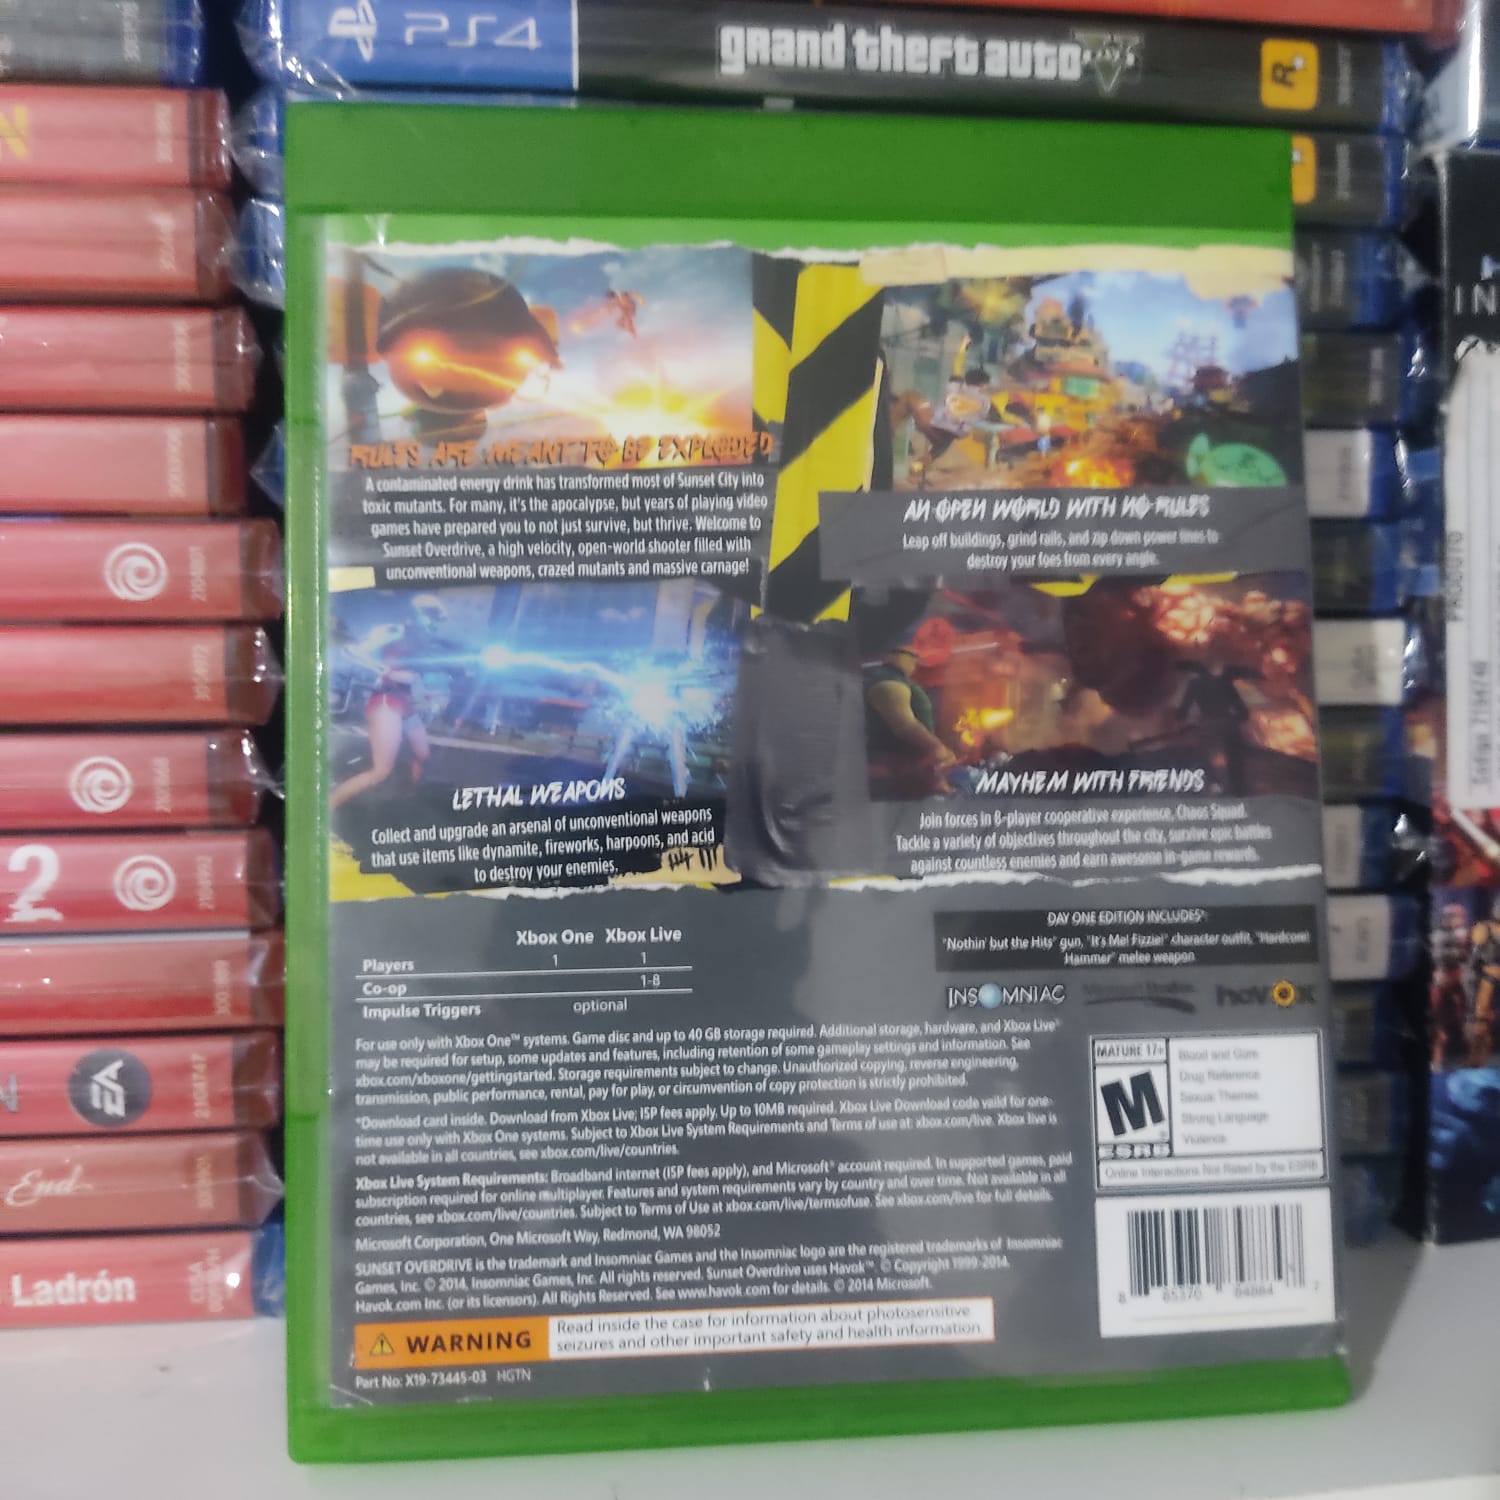 PS4
grand theft auto V
RULES ARE MEANT TO BE EXPLODED
A contaminated energy drink has transformed most of Sunset City into
toxic mutants. For many, it's the apocalypse, but years of playing video
games have prepared you to not just survive, but thrive. Welcome to
Sunset Overdrive, a high velocity, open-world shooter filled with
unconventional weapons, crazed mutants and massive carnage!
AN OPEN WORLD WITH NO RULES
Leap off buildings, grind rails, and zip down power lines to
destroy your foes from every angle.
LETHAL WEAPONS
Collect and upgrade an arsenal of unconventional weapons
that use items like dynamite, fireworks, harpoons, and acid
to destroy your enemies.
MAYHEM WITH FRIENDS
Join forces in 8-player cooperative experience, Chaos Squad.
Tackle a variety of objectives throughout the city, survive epic battles
against countless enemies and earn awesome in-game rewards.
Xbox One Xbox Live
Players 1 1
Co-op 1-8
Impulse Triggers optional
DAY ONE EDITION INCLUDES*:
"Nothin' but the Hits" gun, "It's Me! Fizzie!" character outfit, "Hardcore!
Hammer" melee weapon
INSOMNIAC
havok
For use only with Xbox One™ systems. Game disc and up to 40 GB storage required. Additional storage, hardware, and Xbox Live®
may be required for setup, some updates and features, including retention of some gameplay settings and information. See
xbox.com/xboxone/gettingstarted. Storage requirements subject to change. Unauthorized copying, reverse engineering,
transmission, public performance, rental, pay for play, or circumvention of copy protection is strictly prohibited.
*Download card inside. Download from Xbox Live; ISP fees apply. Up to 10MB required. Xbox Live Download code valid for one-
time use only with Xbox One systems. Subject to Xbox Live System Requirements and Terms of use at: xbox.com/live. Xbox live is
not available in all countries, see xbox.com/live/countries.
Xbox Live System Requirements: Broadband internet (ISP fees apply), and Microsoft® account required. In supported games, paid
subscription required for online multiplayer. Features and system requirements vary by country and over time. Not available in all
countries, see xbox.com/live/countries. Subject to Terms of Use at xbox.com/live/termsofuse. See xbox.com/live for full details.
Microsoft Corporation, One Microsoft Way, Redmond, WA 98052
SUNSET OVERDRIVE is the trademark and Insomniac Games and the Insomniac logo are the registered trademarks of Insomniac
Games, Inc. © 2014, Insomniac Games, Inc. All rights reserved. Sunset Overdrive uses Havok™. © Copyright 1999-2014.
Havok.com Inc. (or its licensors). All Rights Reserved. See www.havok.com for details. © 2014 Microsoft.
WARNING
Read inside the case for information about photosensitive
seizures and other important safety and health information
Part No: X19-73445-03 HGTN
MATURE 17+
M
ESRB
Blood and Gore
Drug Reference
Sexual Themes
Strong Language
Violence
Online Interactions Not Rated by the ESRB
8 85370 84884 7
2
EA
End
Ladrón